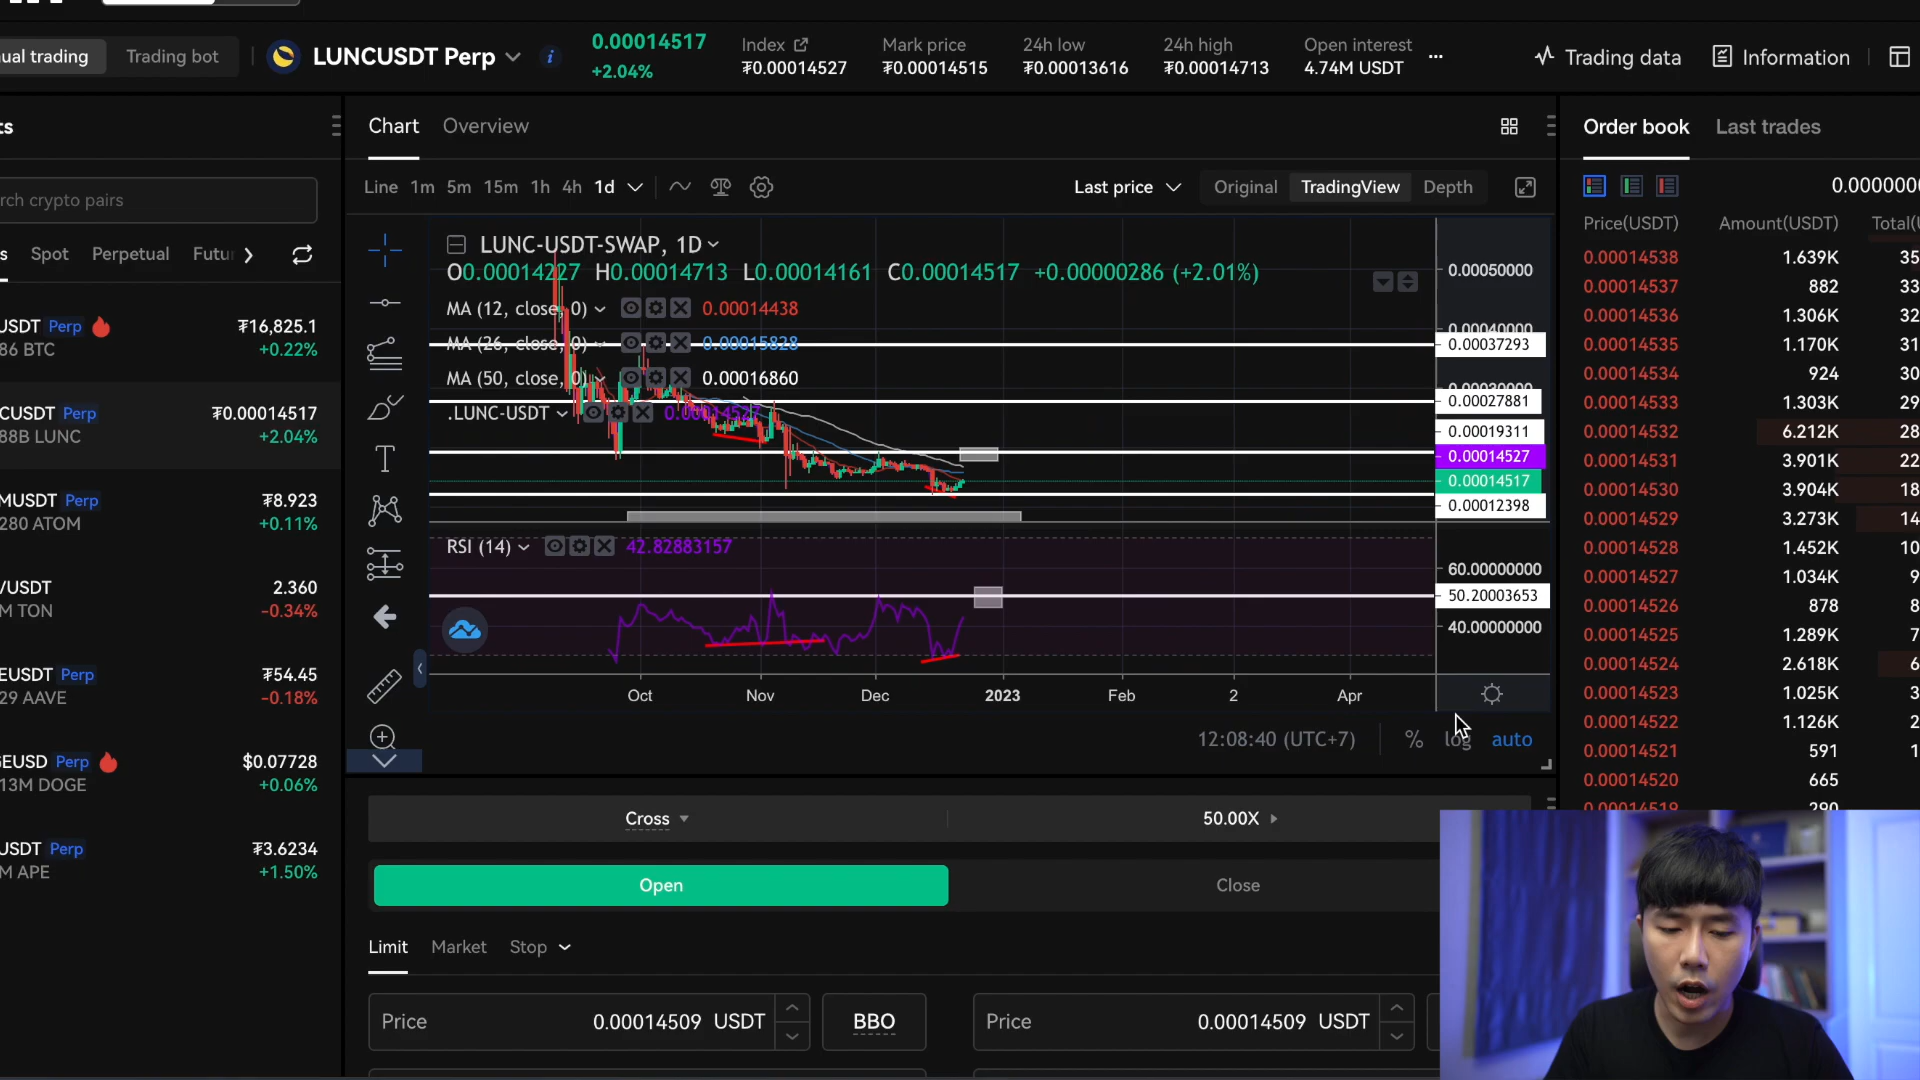 ual trading
Trading bot
LUNCUSDT Perp
i
0.00014517
+2.04%
Index
₮0.00014527
Mark price
₮0.00014515
24h low
₮0.00013616
24h high
₮0.00014713
Open interest
4.74M USDT
Trading data
Information
ts
rch crypto pairs
s
Spot
Perpetual
Futu
USDT Perp
₮16,825.1
86 BTC
+0.22%
CUSDT Perp
₮0.00014517
88B LUNC
+2.04%
MUSDT Perp
₮8.923
280 ATOM
+0.11%
/USDT
2.360
M TON
-0.34%
EUSDT Perp
₮54.45
29 AAVE
-0.18%
EUSD Perp
$0.07728
13M DOGE
+0.06%
USDT Perp
₮3.6234
M APE
+1.50%
Chart
Overview
Line 1m 5m 15m 1h 4h 1d
Last price
Original
TradingView
Depth
LUNC-USDT-SWAP, 1D
O0.00014227 H0.00014713 L0.00014161 C0.00014517 +0.00000286 (+2.01%)
MA (12, close, 0)
0.00014438
MA (26, close, 0)
0.00015828
MA (50, close, 0)
0.00016860
.LUNC-USDT
0.00014527
0.00050000
0.00040000
0.00037293
0.00030000
0.00027881
0.00019311
0.00014527
0.00014517
0.00012398
RSI (14)
42.82883157
60.00000000
50.20003653
40.00000000
Oct
Nov
Dec
2023
Feb
2
Apr
12:08:40 (UTC+7)
%
log
auto
Cross
50.00X
Open
Close
Limit
Market
Stop
Price
0.00014509 USDT
BBO
Price
0.00014509 USDT
Order book
Last trades
0.0000000
Price(USDT)
Amount(USDT)
Total(U
0.00014538 1.639K 35
0.00014537 882 33
0.00014536 1.306K 32
0.00014535 1.170K 31
0.00014534 924 30
0.00014533 1.303K 29
0.00014532 6.212K 28
0.00014531 3.901K 22
0.00014530 3.904K 18
0.00014529 3.273K 14
0.00014528 1.452K 10
0.00014527 1.034K 9
0.00014526 878 8
0.00014525 1.289K 7
0.00014524 2.618K 6
0.00014523 1.025K 3
0.00014522 1.126K 2
0.00014521 591 1
0.00014520 665
0.00014519 290